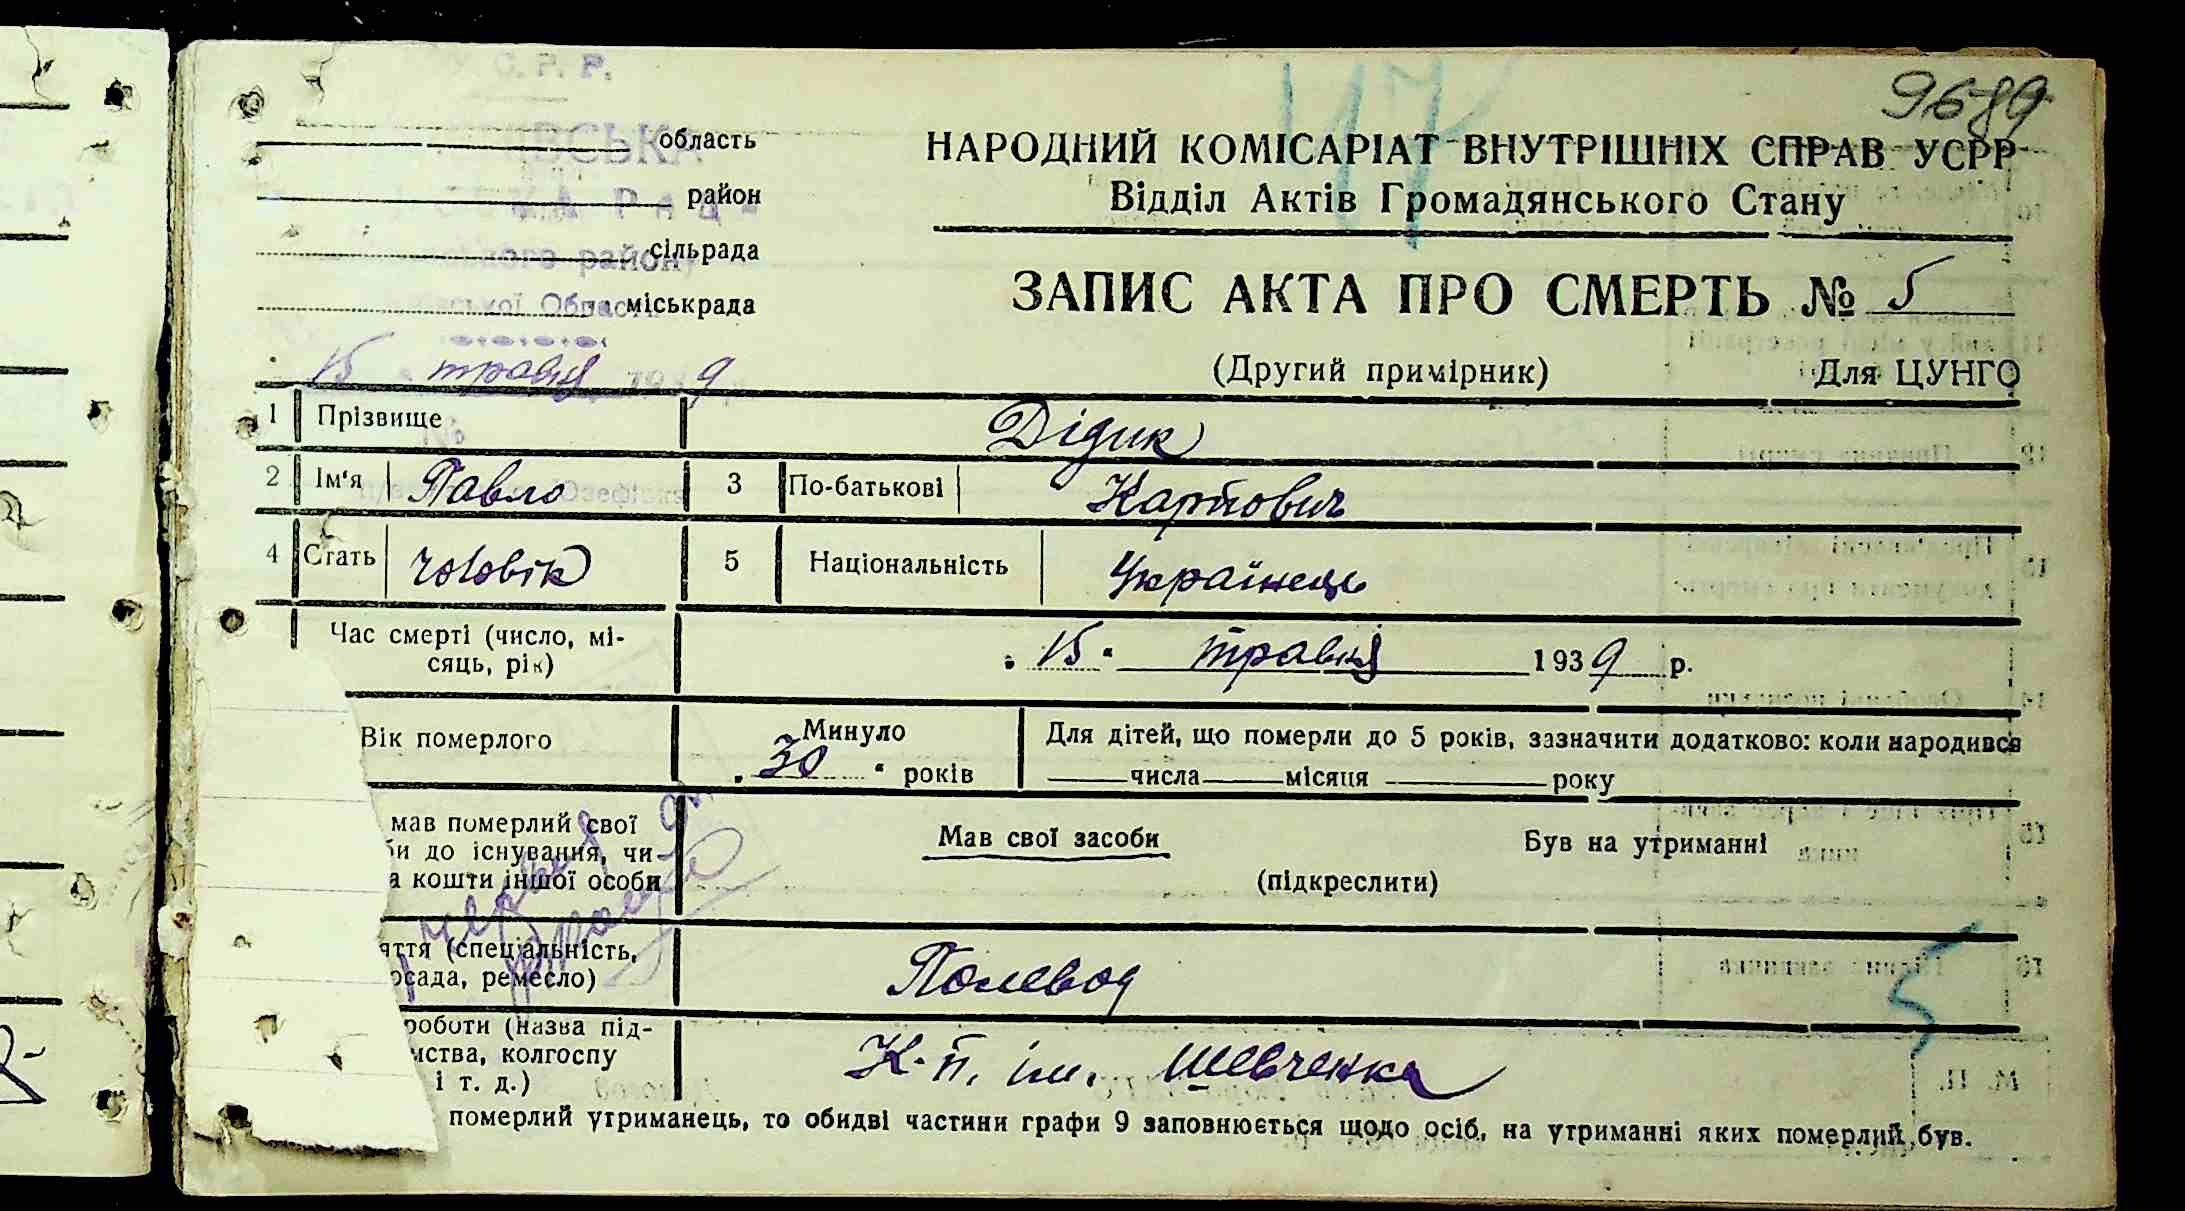 С. Р. Р.
9689
область
НАРОДНИЙ КОМІСАРІАТ ВНУТРІШНІХ СПРАВ УСРР
район
Відділ Актів Громадянського Стану
сільрада
ЗАПИС АКТА ПРО СМЕРТЬ № 5
міськрада
15 травня 9
(Другий примірник) Для ЦУНГО
1 Прізвище Дідик
2 Ім'я Павло 3 По-батькові Карпович
4 Стать чоловік 5 Національність Українець
Час смерті (число, мі-
сяць, рік)
15 травня 1939 р.
Вік померлого
Минуло
30 років
Для дітей, що померли до 5 років, зазначити додатково: коли народився
числа місяця року
мав померлий свої
би до існування, чи
а кошти іншої особи
Мав свої засоби Був на утриманні
(підкреслити)
яття (спеціальність,
осада, ремесло)
Полевод
5
роботи (назва під-
мства, колгоспу
і т. д.)
К-п. ім. Шевченка
померлий утриманець, то обидві частини графи 9 заповнюється щодо осіб, на утриманні яких померлий був.